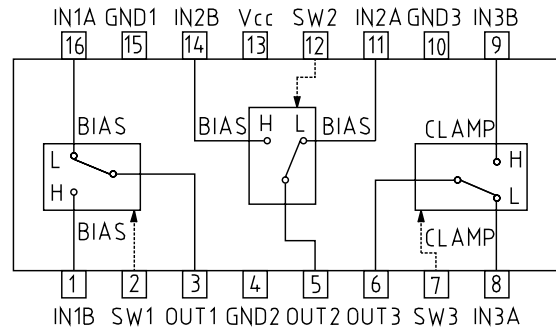 IN1A GND1 IN2B Vcc SW2 IN2A GND3 IN3B
16 15 14 13 12 11 10 9
BIAS BIAS H L BIAS CLAMP
L H
H L
BIAS CLAMP
1 2 3 4 5 6 7 8
IN1B SW1 OUT1 GND2 OUT2 OUT3 SW3 IN3A